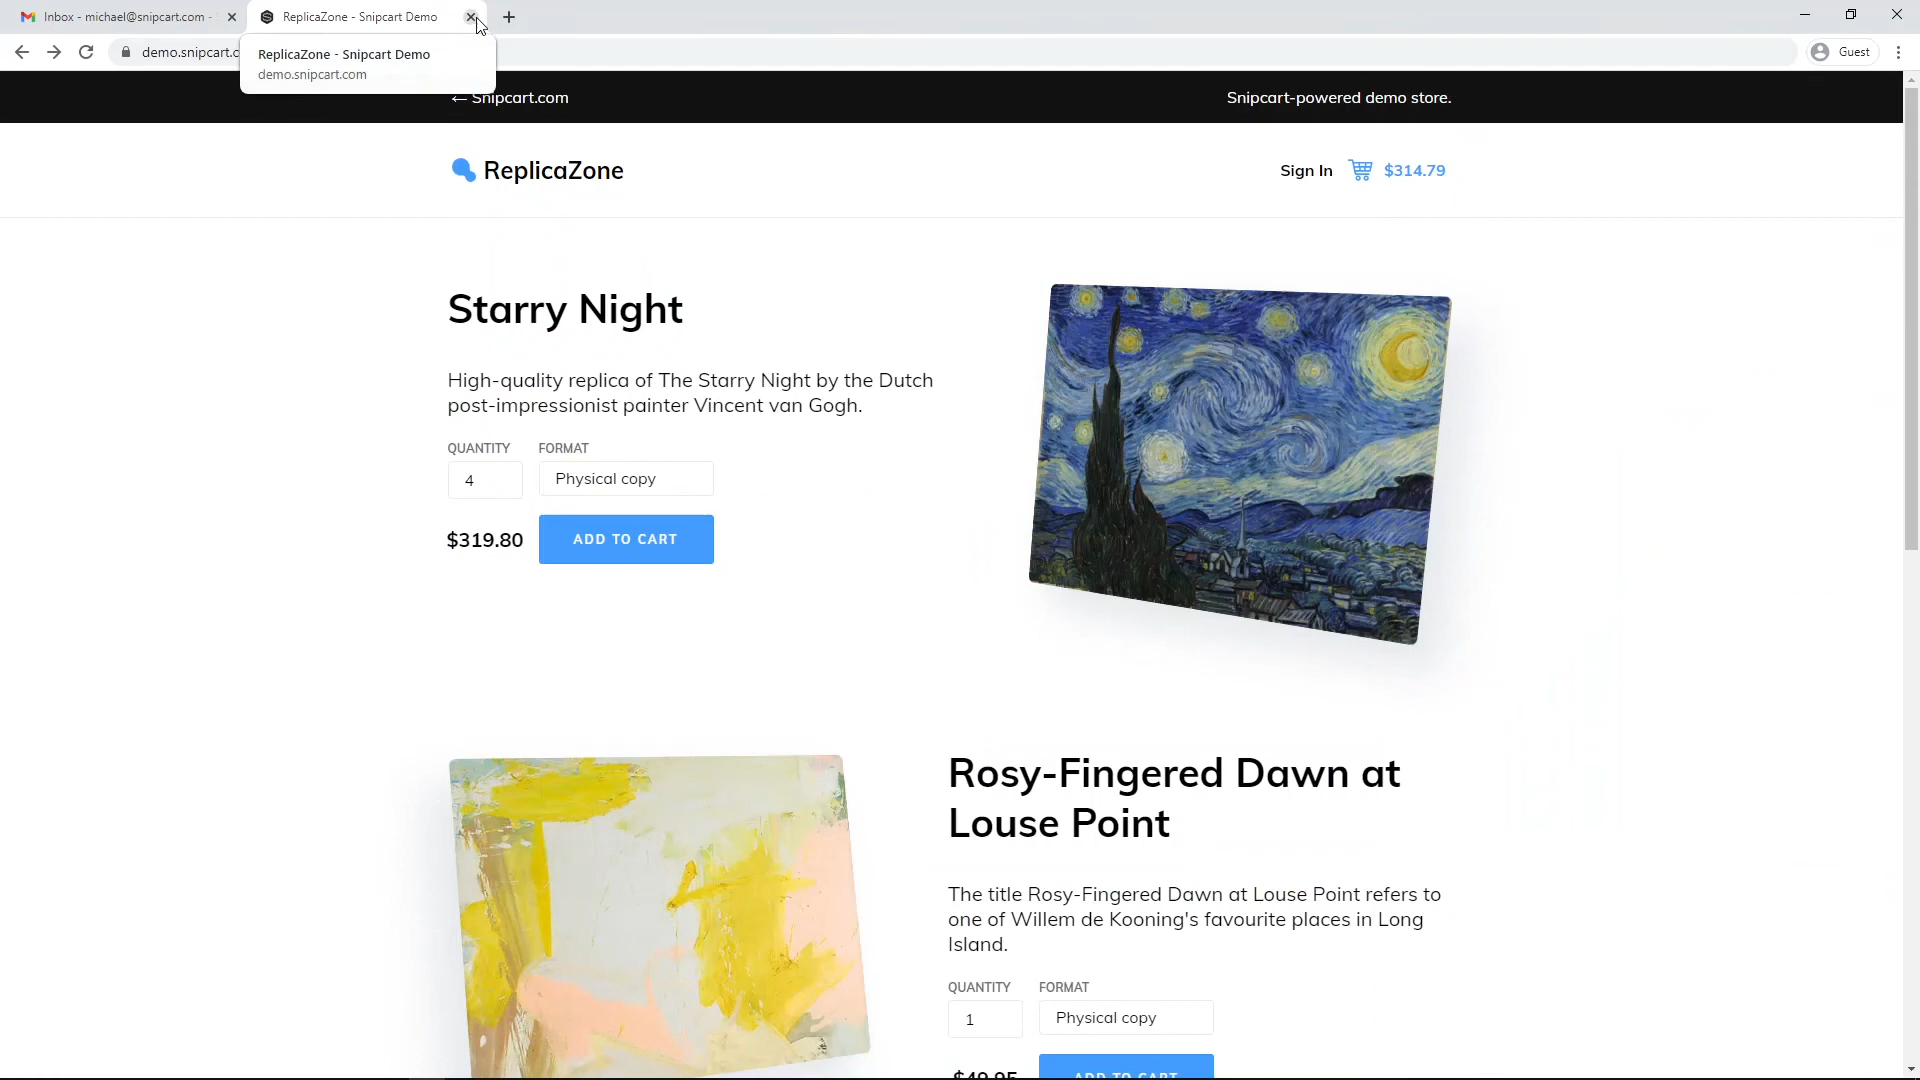 Inbox - michael@snipcart.com -
ReplicaZone - Snipcart Demo
demo.snipcart.c
Guest
ReplicaZone - Snipcart Demo
demo.snipcart.com
← Snipcart.com
Snipcart-powered demo store.
ReplicaZone
Sign In
$314.79
Starry Night
High-quality replica of The Starry Night by the Dutch
post-impressionist painter Vincent van Gogh.
QUANTITY FORMAT
4 Physical copy
$319.80 ADD TO CART
Rosy-Fingered Dawn at
Louse Point
The title Rosy-Fingered Dawn at Louse Point refers to
one of Willem de Kooning's favourite places in Long
Island.
QUANTITY FORMAT
1 Physical copy
$49.95 ADD TO CART